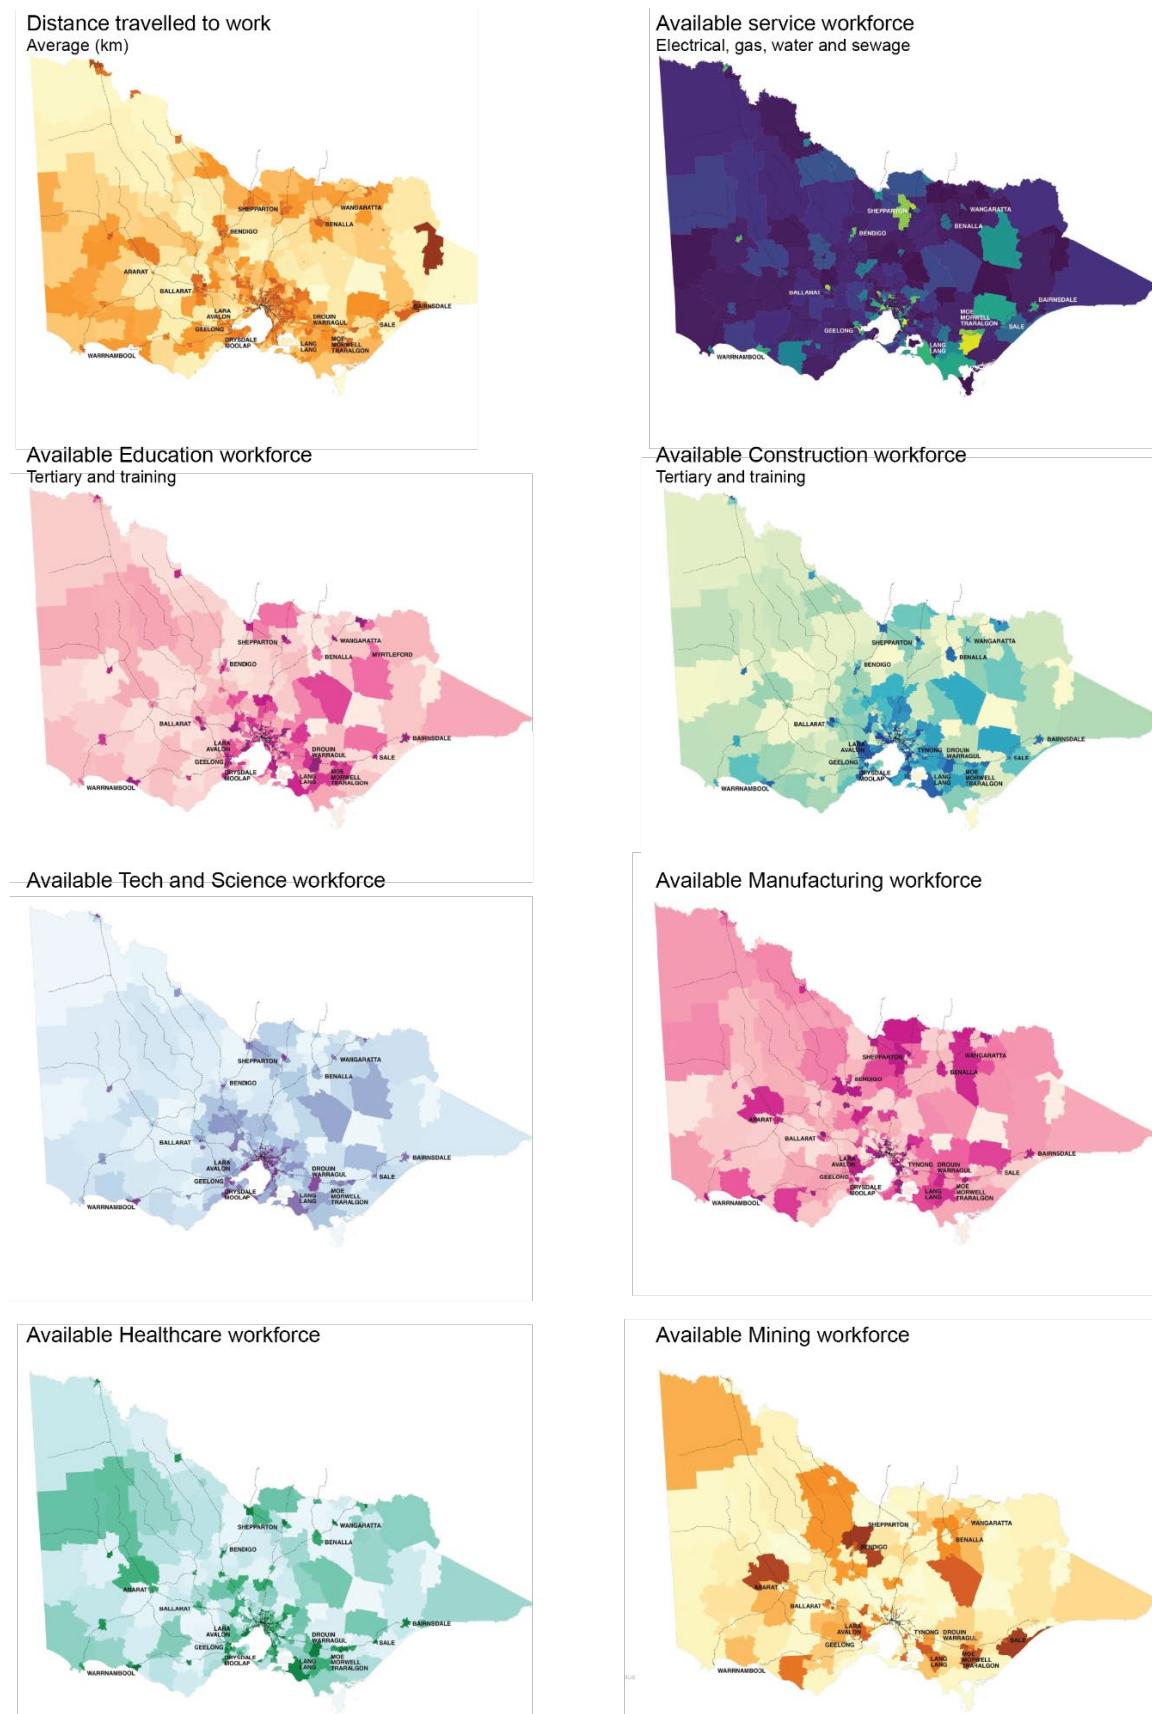 Distance travelled to work
Average (km)
SHEPPARTON
WANGARATTA
BENALLA
BENDIGO
ARARAT
BALLARAT
LARA
AVALON
GEELONG
DRYSDALE
MOOLAP
DROUIN
WARRAGUL
LANG
LANG
MOE
MORWELL
TRARALGON
SALE
BAIRNSDALE
WARRNAMBOOL
Available service workforce
Electrical, gas, water and sewage
SHEPPARTON
WANGARATTA
BENALLA
BENDIGO
BALLARAT
GEELONG
MOE
MORWELL
TRARALGON
LANG
LANG
SALE
BAIRNSDALE
WARRNAMBOOL
Available Education workforce
Tertiary and training
SHEPPARTON
WANGARATTA
BENALLA
MYRTLEFORD
BENDIGO
BALLARAT
LARA
AVALON
GEELONG
DRYSDALE
MOOLAP
DROUIN
WARRAGUL
LANG
LANG
MOE
MORWELL
TRARALGON
SALE
BAIRNSDALE
WARRNAMBOOL
Available Construction workforce
Tertiary and training
SHEPPARTON
WANGARATTA
BENALLA
BENDIGO
BALLARAT
LARA
AVALON
GEELONG
DRYSDALE
MOOLAP
TYNONG
DROUIN
WARRAGUL
LANG
LANG
MOE
MORWELL
TRARALGON
SALE
BAIRNSDALE
WARRNAMBOOL
Available Tech and Science workforce
SHEPPARTON
WANGARATTA
BENALLA
BENDIGO
BALLARAT
LARA
AVALON
GEELONG
DRYSDALE
MOOLAP
DROUIN
WARRAGUL
LANG
LANG
MOE
MORWELL
TRARALGON
SALE
BAIRNSDALE
WARRNAMBOOL
Available Manufacturing workforce
SHEPPARTON
WANGARATTA
BENALLA
BENDIGO
ARARAT
BALLARAT
LARA
AVALON
GEELONG
DRYSDALE
MOOLAP
TYNONG
DROUIN
WARRAGUL
LANG
LANG
MOE
MORWELL
TRARALGON
SALE
BAIRNSDALE
WARRNAMBOOL
Available Healthcare workforce
SHEPPARTON
WANGARATTA
BENALLA
BENDIGO
ARARAT
BALLARAT
LARA
AVALON
GEELONG
DRYSDALE
MOOLAP
DROUIN
WARRAGUL
LANG
LANG
MOE
MORWELL
TRARALGON
SALE
BAIRNSDALE
WARRNAMBOOL
Available Mining workforce
SHEPPARTON
WANGARATTA
BENALLA
BENDIGO
ARARAT
BALLARAT
LARA
AVALON
GEELONG
TYNONG
DROUIN
WARRAGUL
LANG
LANG
MOE
MORWELL
TRARALGON
SALE
BAIRNSDALE
WARRNAMBOOL